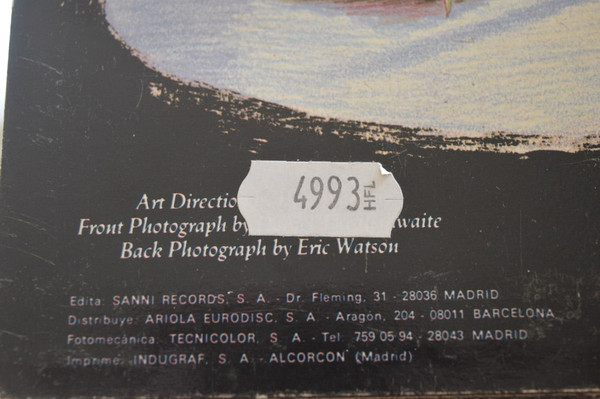 4993 HFL
Art Directio
Front Photograph by waite
Back Photograph by Eric Watson
Edita: SANNI RECORDS, S. A. - Dr. Fleming, 31 - 28036 MADRID
Distribuye: ARIOLA EURODISC, S. A. - Aragón, 204 - 08011 BARCELONA
Fotomecánica: TECNICOLOR, S. A. - Tel. 759 05 94 - 28043 MADRID
Imprime: INDUGRAF, S. A. - ALCORCON (Madrid)